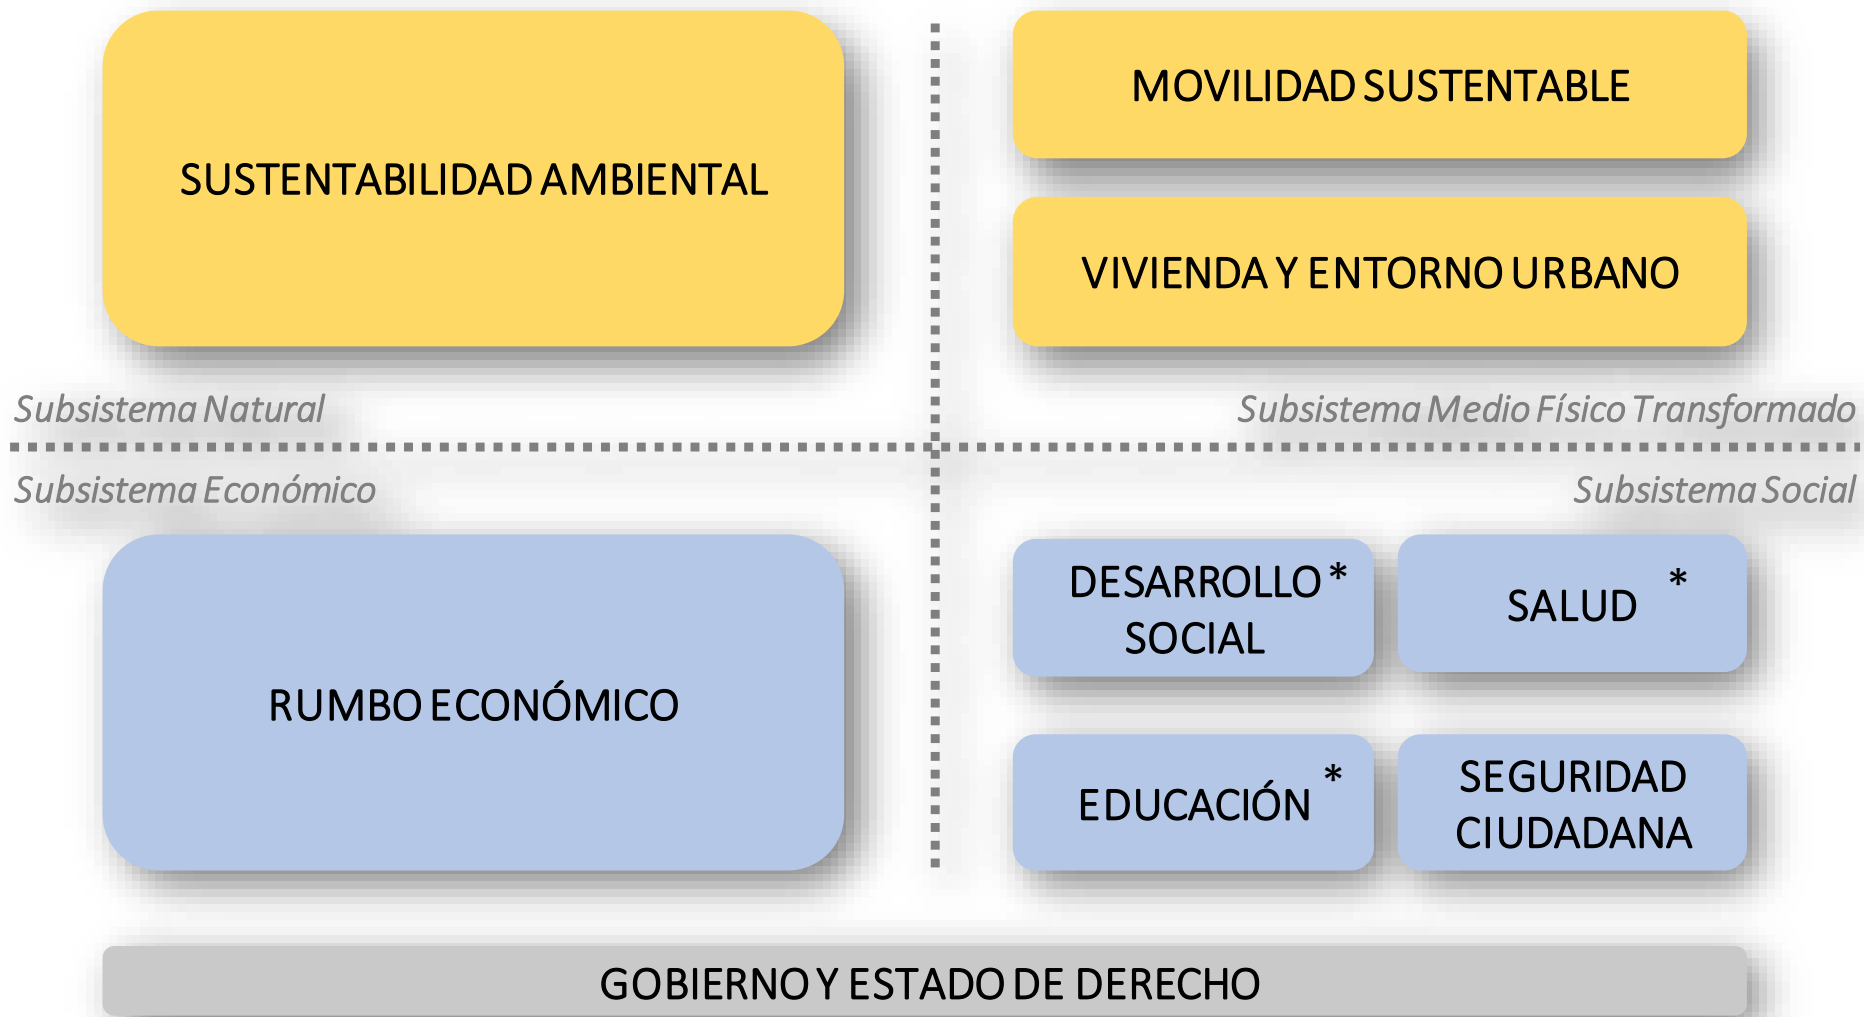 SUSTENTABILIDAD AMBIENTAL
MOVILIDAD SUSTENTABLE
VIVIENDA Y ENTORNO URBANO
Subsistema Natural
Subsistema Medio Físico Transformado
Subsistema Económico
Subsistema Social
RUMBO ECONÓMICO
DESARROLLO *
SOCIAL
SALUD *
EDUCACIÓN *
SEGURIDAD
CIUDADANA
GOBIERNO Y ESTADO DE DERECHO